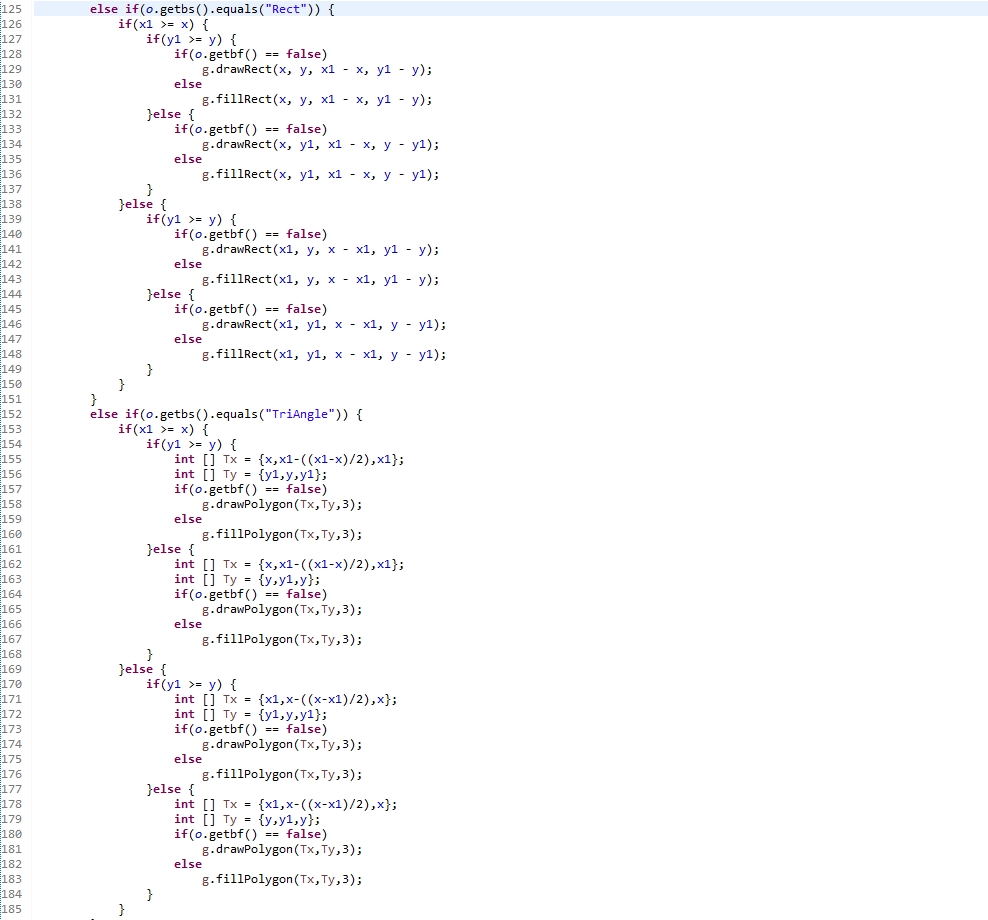 125 else if(o.getbs().equals("Rect")) {
126 if(x1 >= x) {
127 if(y1 >= y) {
128 if(o.getbf() == false)
129 g.drawRect(x, y, x1 - x, y1 - y);
130 else
131 g.fillRect(x, y, x1 - x, y1 - y);
132 }else {
133 if(o.getbf() == false)
134 g.drawRect(x, y1, x1 - x, y - y1);
135 else
136 g.fillRect(x, y1, x1 - x, y - y1);
137 }
138 }else {
139 if(y1 >= y) {
140 if(o.getbf() == false)
141 g.drawRect(x1, y, x - x1, y1 - y);
142 else
143 g.fillRect(x1, y, x - x1, y1 - y);
144 }else {
145 if(o.getbf() == false)
146 g.drawRect(x1, y1, x - x1, y - y1);
147 else
148 g.fillRect(x1, y1, x - x1, y - y1);
149 }
150 }
151 }
152 else if(o.getbs().equals("TriAngle")) {
153 if(x1 >= x) {
154 if(y1 >= y) {
155 int [] Tx = {x,x1-((x1-x)/2),x1};
156 int [] Ty = {y1,y,y1};
157 if(o.getbf() == false)
158 g.drawPolygon(Tx,Ty,3);
159 else
160 g.fillPolygon(Tx,Ty,3);
161 }else {
162 int [] Tx = {x,x1-((x1-x)/2),x1};
163 int [] Ty = {y,y1,y};
164 if(o.getbf() == false)
165 g.drawPolygon(Tx,Ty,3);
166 else
167 g.fillPolygon(Tx,Ty,3);
168 }
169 }else {
170 if(y1 >= y) {
171 int [] Tx = {x1,x-((x-x1)/2),x};
172 int [] Ty = {y1,y,y1};
173 if(o.getbf() == false)
174 g.drawPolygon(Tx,Ty,3);
175 else
176 g.fillPolygon(Tx,Ty,3);
177 }else {
178 int [] Tx = {x1,x-((x-x1)/2),x};
179 int [] Ty = {y,y1,y};
180 if(o.getbf() == false)
181 g.drawPolygon(Tx,Ty,3);
182 else
183 g.fillPolygon(Tx,Ty,3);
184 }
185 }